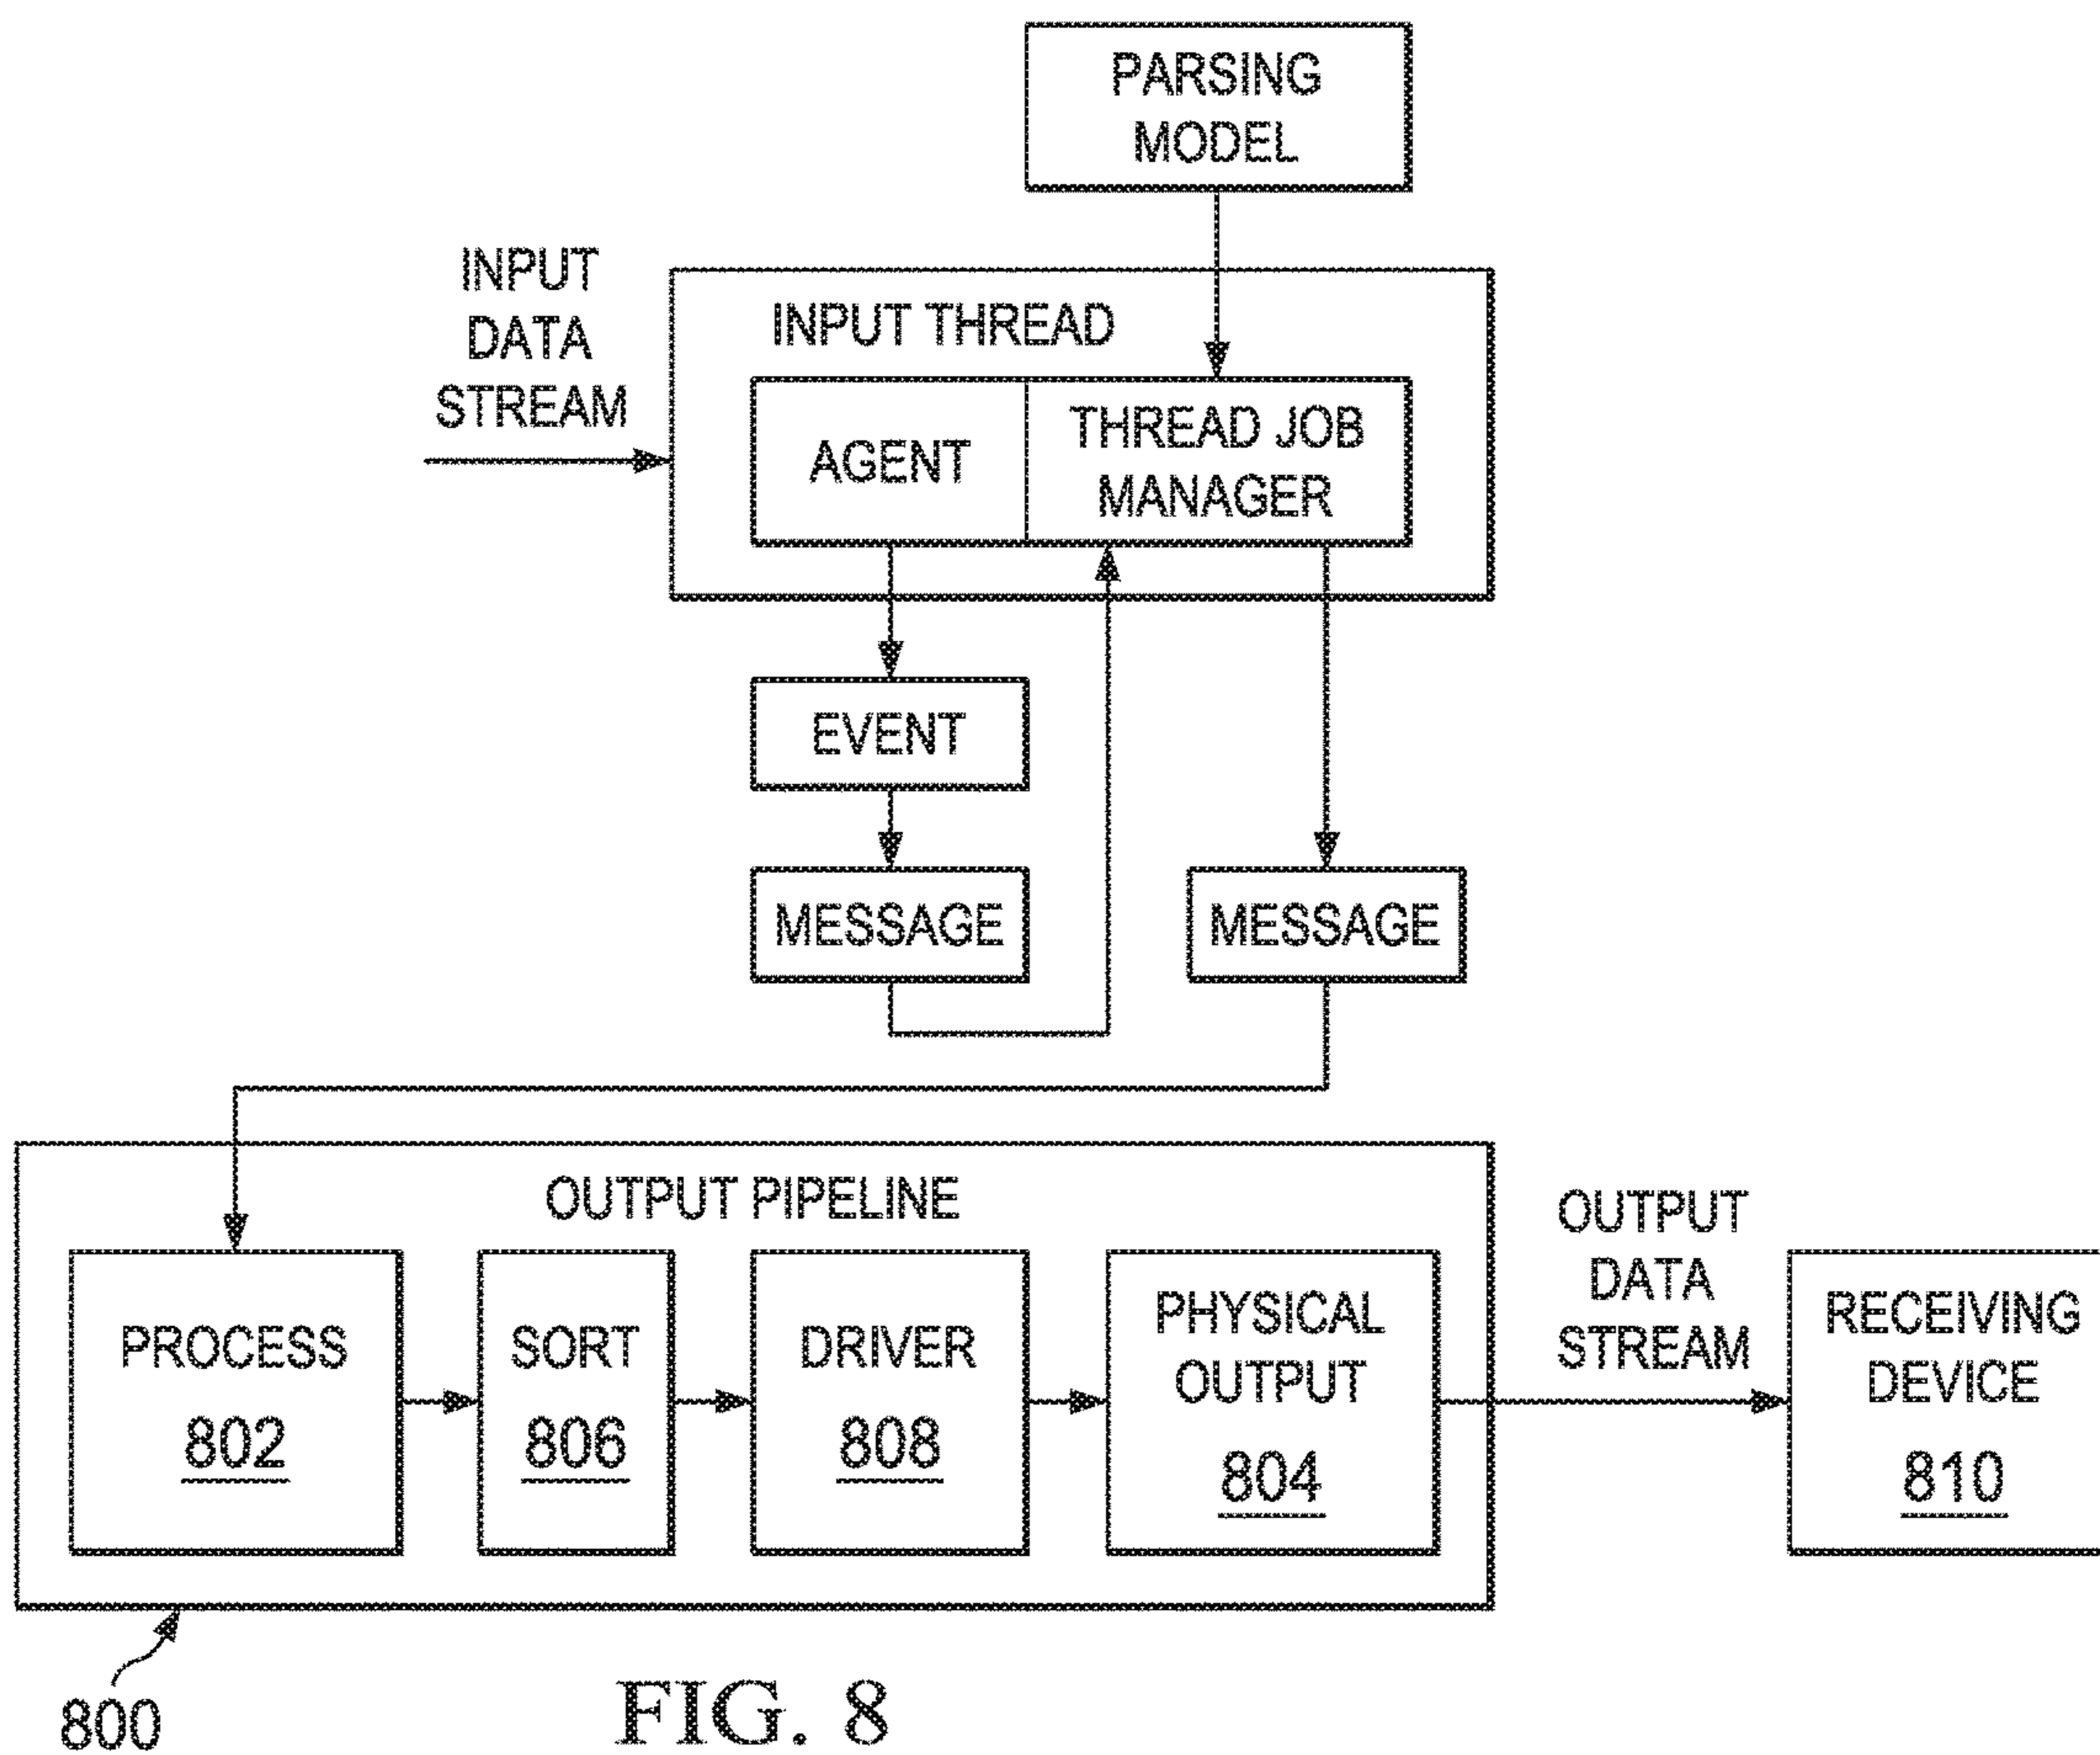 PARSING
MODEL
INPUT
DATA
STREAM
INPUT THREAD
AGENT
THREAD JOB
MANAGER
EVENT
MESSAGE
MESSAGE
OUTPUT PIPELINE
PROCESS
802
SORT
806
DRIVER
808
PHYSICAL
OUTPUT
804
OUTPUT
DATA
STREAM
RECEIVING
DEVICE
810
800
FIG. 8